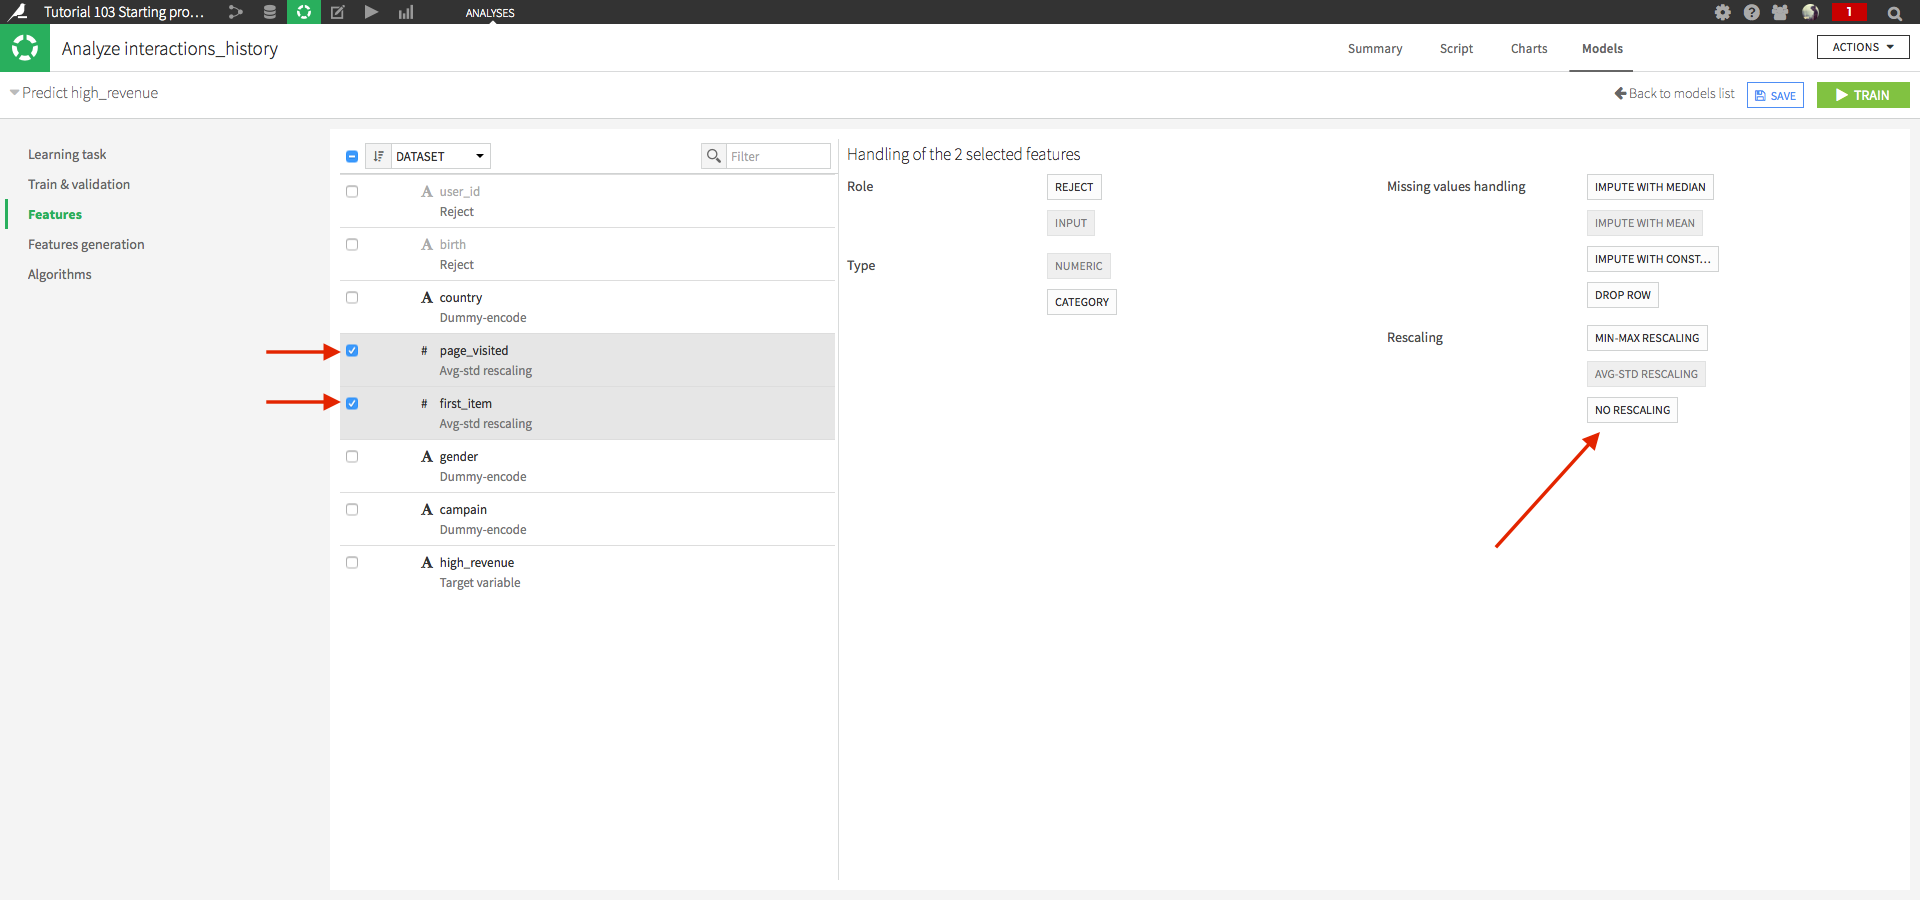 Tutorial 103 Starting pro...
ANALYSES
1
Analyze interactions_history
Summary
Script
Charts
Models
ACTIONS
Predict high_revenue
Back to models list
SAVE
TRAIN
Learning task
Train & validation
Features
Features generation
Algorithms
DATASET
Filter
A user_id
Reject
A birth
Reject
A country
Dummy-encode
# page_visited
Avg-std rescaling
# first_item
Avg-std rescaling
A gender
Dummy-encode
A campain
Dummy-encode
A high_revenue
Target variable
Handling of the 2 selected features
Role
REJECT
INPUT
Type
NUMERIC
CATEGORY
Missing values handling
IMPUTE WITH MEDIAN
IMPUTE WITH MEAN
IMPUTE WITH CONST...
DROP ROW
Rescaling
MIN-MAX RESCALING
AVG-STD RESCALING
NO RESCALING